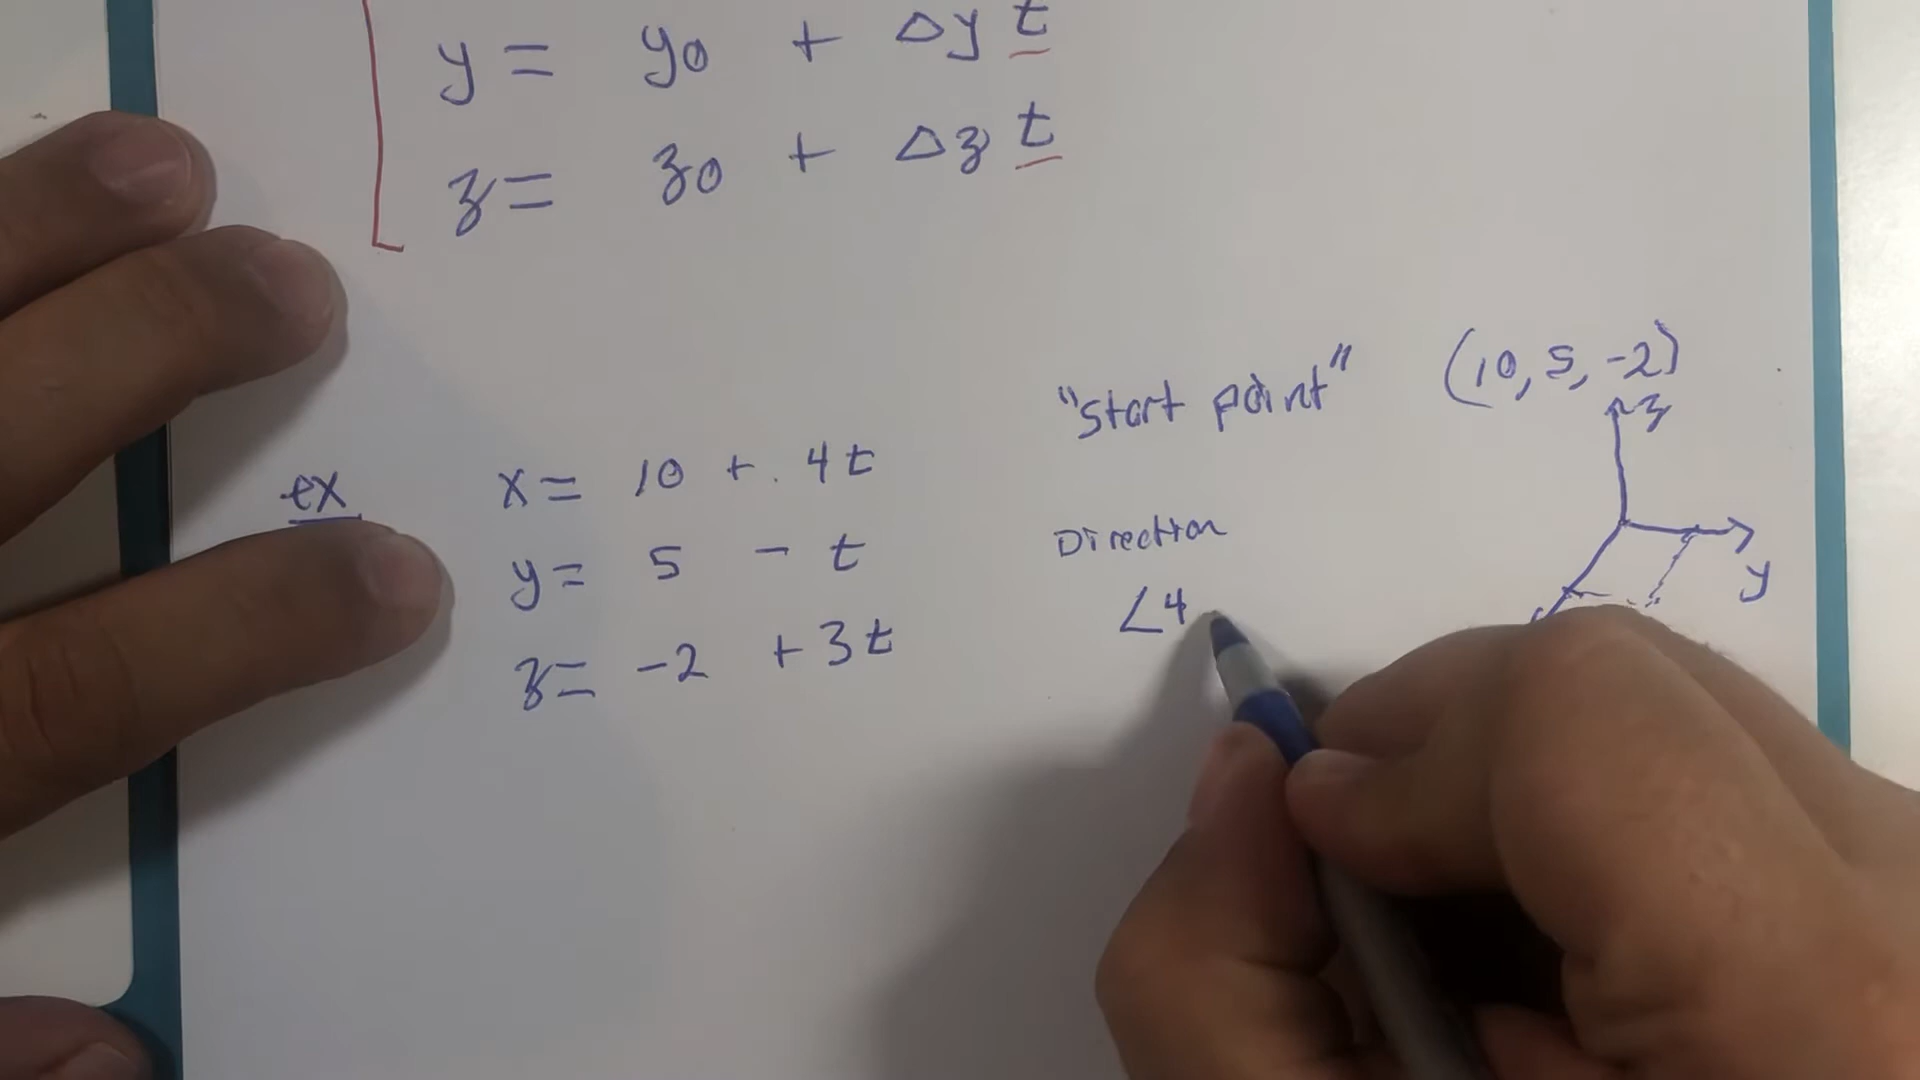 y = y0 + Δy t
z = z0 + Δz t
"start point" (10, 5, -2)
z
ex x = 10 + 4t
Direction
y = 5 - t
y
<4
z = -2 + 3t